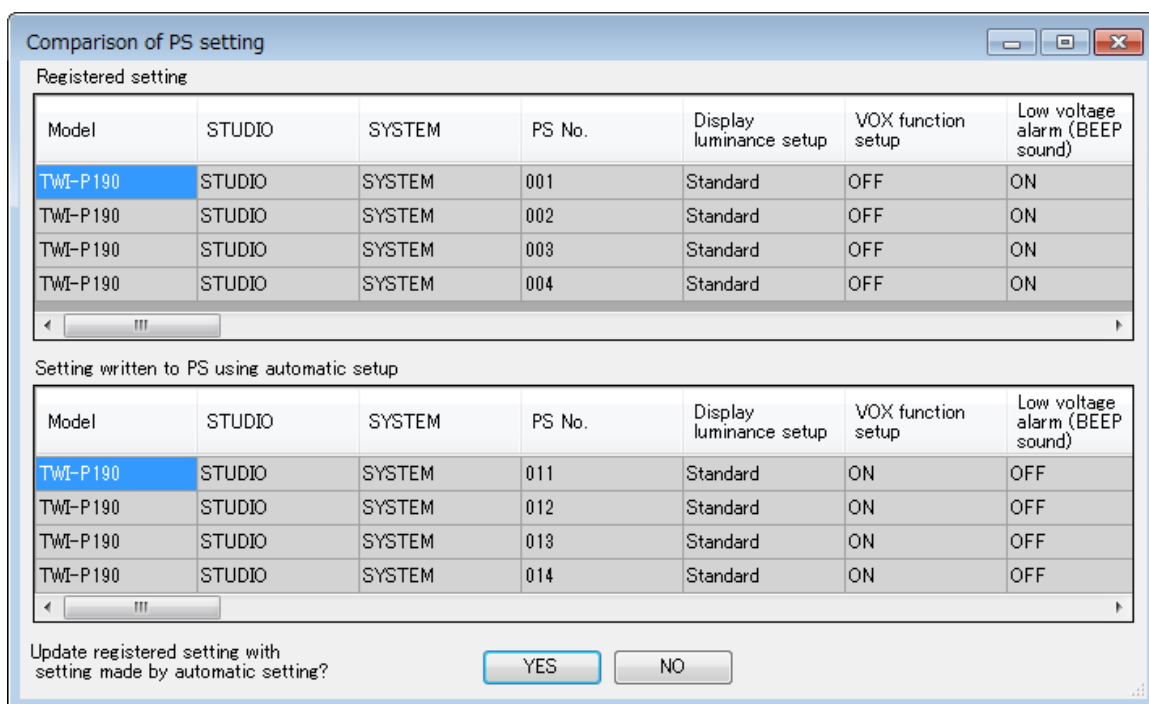 Comparison of PS setting
Registered setting
Model STUDIO SYSTEM PS No. Display luminance setup VOX function setup Low voltage alarm (BEEP sound)
TWI-P190 STUDIO SYSTEM 001 Standard OFF ON
TWI-P190 STUDIO SYSTEM 002 Standard OFF ON
TWI-P190 STUDIO SYSTEM 003 Standard OFF ON
TWI-P190 STUDIO SYSTEM 004 Standard OFF ON
Setting written to PS using automatic setup
Model STUDIO SYSTEM PS No. Display luminance setup VOX function setup Low voltage alarm (BEEP sound)
TWI-P190 STUDIO SYSTEM 011 Standard ON OFF
TWI-P190 STUDIO SYSTEM 012 Standard ON OFF
TWI-P190 STUDIO SYSTEM 013 Standard ON OFF
TWI-P190 STUDIO SYSTEM 014 Standard ON OFF
Update registered setting with
setting made by automatic setting?
YES NO